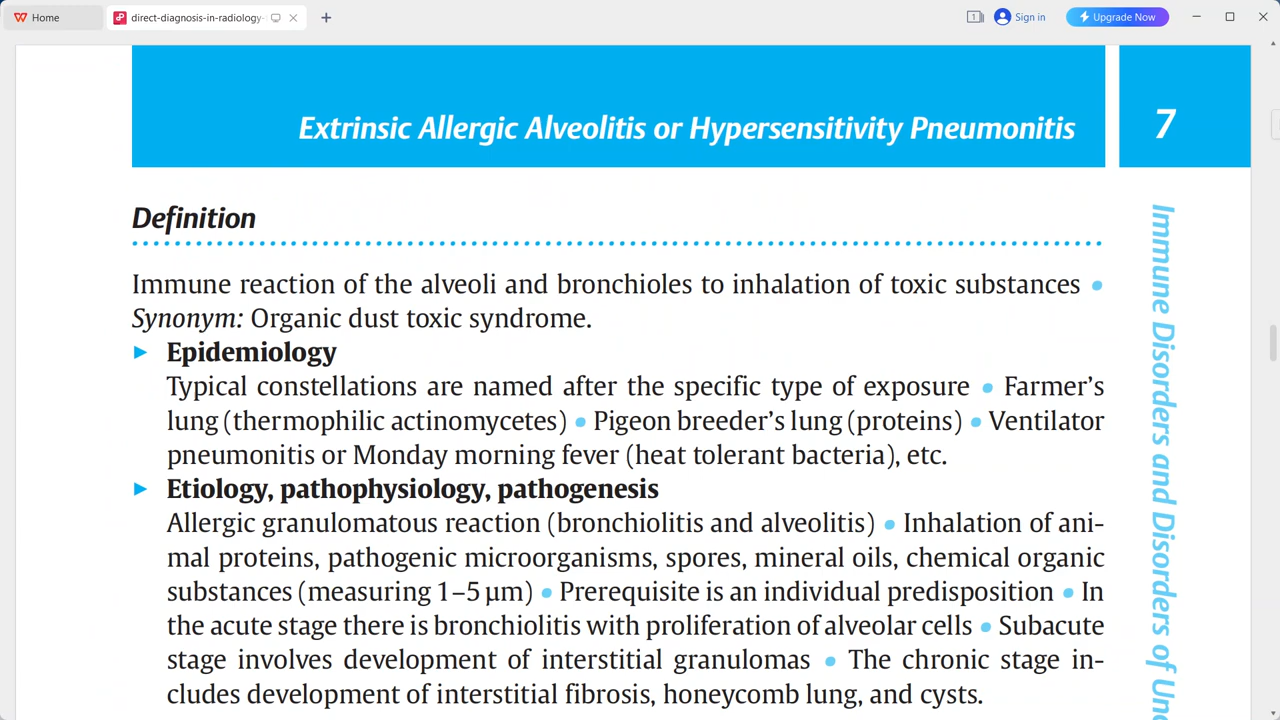 Home
direct-diagnosis-in-radiology-
1
Sign in
Upgrade Now
Extrinsic Allergic Alveolitis or Hypersensitivity Pneumonitis
7
Definition
Immune reaction of the alveoli and bronchioles to inhalation of toxic substances •
Synonym: Organic dust toxic syndrome.
► Epidemiology
Typical constellations are named after the specific type of exposure • Farmer's
lung (thermophilic actinomycetes) • Pigeon breeder's lung (proteins) • Ventilator
pneumonitis or Monday morning fever (heat tolerant bacteria), etc.
► Etiology, pathophysiology, pathogenesis
Allergic granulomatous reaction (bronchiolitis and alveolitis) • Inhalation of ani-
mal proteins, pathogenic microorganisms, spores, mineral oils, chemical organic
substances (measuring 1–5 µm) • Prerequisite is an individual predisposition • In
the acute stage there is bronchiolitis with proliferation of alveolar cells • Subacute
stage involves development of interstitial granulomas • The chronic stage in-
cludes development of interstitial fibrosis, honeycomb lung, and cysts.
Immune Disorders and Disorders of